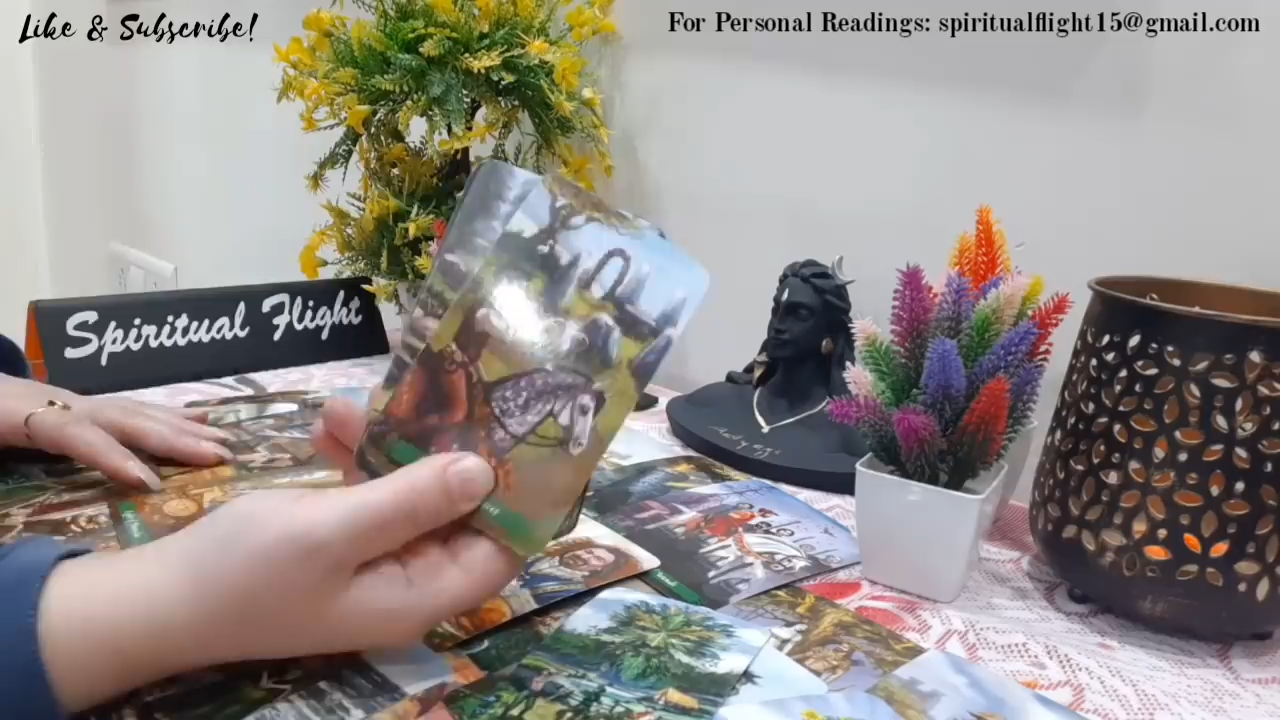 Like & Subscribe!
For Personal Readings: spiritualflight15@gmail.com
Spiritual Flight